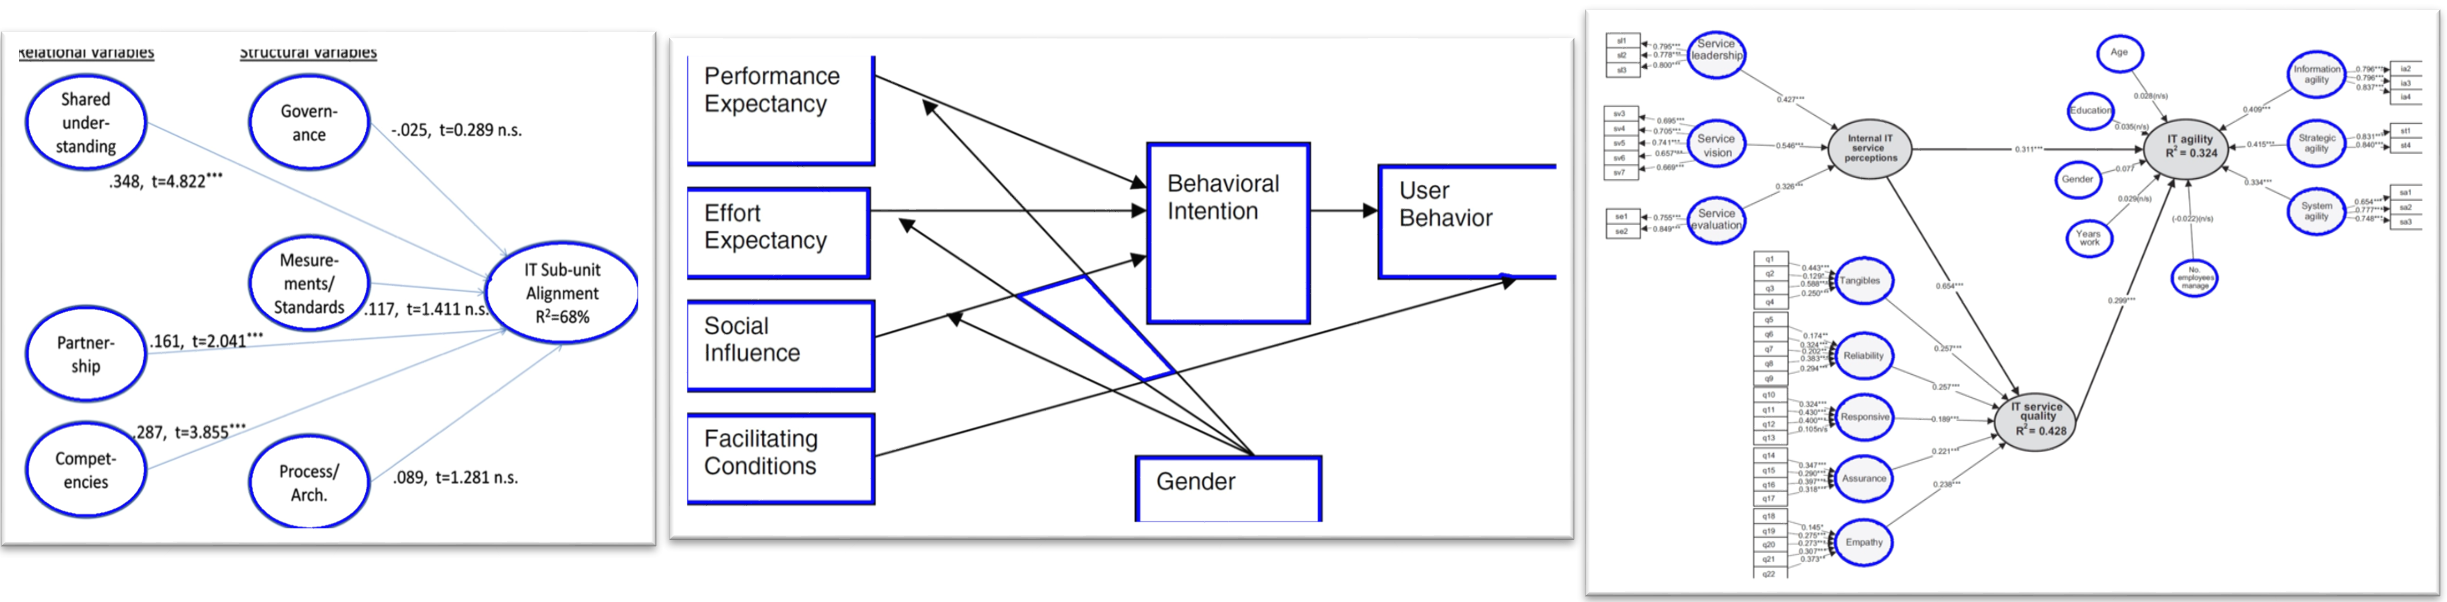 Relational Variables
Structural Variables
Shared
under-
standing
Govern-
ance
-.025, t=0.289 n.s.
.348, t=4.822***
Mesure-
ments/
Standards
.117, t=1.411 n.s.
IT Sub-unit
Alignment
R²=68%
Partner-
ship
.161, t=2.041***
Compet-
encies
.287, t=3.855***
Process/
Arch.
.089, t=1.281 n.s.
Performance
Expectancy
Effort
Expectancy
Social
Influence
Facilitating
Conditions
Behavioral
Intention
User
Behavior
Gender
sl1
sl2
sl3
0.795***
0.778***
0.800***
Service
leadership
0.427***
sv3
sv4
sv5
sv6
sv7
0.695***
0.705***
0.741***
0.657***
0.669***
Service
vision
0.546***
se1
se2
0.755***
0.849***
Service
evaluation
0.326***
Internal IT
service
perceptions
0.311***
0.654***
Age
0.028(n/s)
Education
0.035(n/s)
Gender
0.077
Years
work
0.029(n/s)
No.
employees
manage
(-0.022)(n/s)
IT agility
R² = 0.324
Information
agility
0.409***
0.796***
0.796***
0.837***
ia2
ia3
ia4
Strategic
agility
0.415***
0.831***
0.840***
st1
st4
System
agility
0.334***
0.654***
0.777***
0.748***
sa1
sa2
sa3
0.299***
q1
q2
q3
q4
0.443***
0.129*
0.588***
0.250***
Tangibles
0.257***
q5
q6
q7
q8
q9
0.174**
0.324***
0.202***
0.383***
0.294***
Reliability
0.257***
q10
q11
q12
q13
0.324***
0.430***
0.400***
0.105n/s
Responsive
0.189***
q14
q15
q16
q17
0.347***
0.290***
0.397***
0.318***
Assurance
0.221***
q18
q19
q20
q21
q22
0.145*
0.275***
0.273***
0.307***
0.373**
Empathy
0.238***
IT service
quality
R² = 0.428